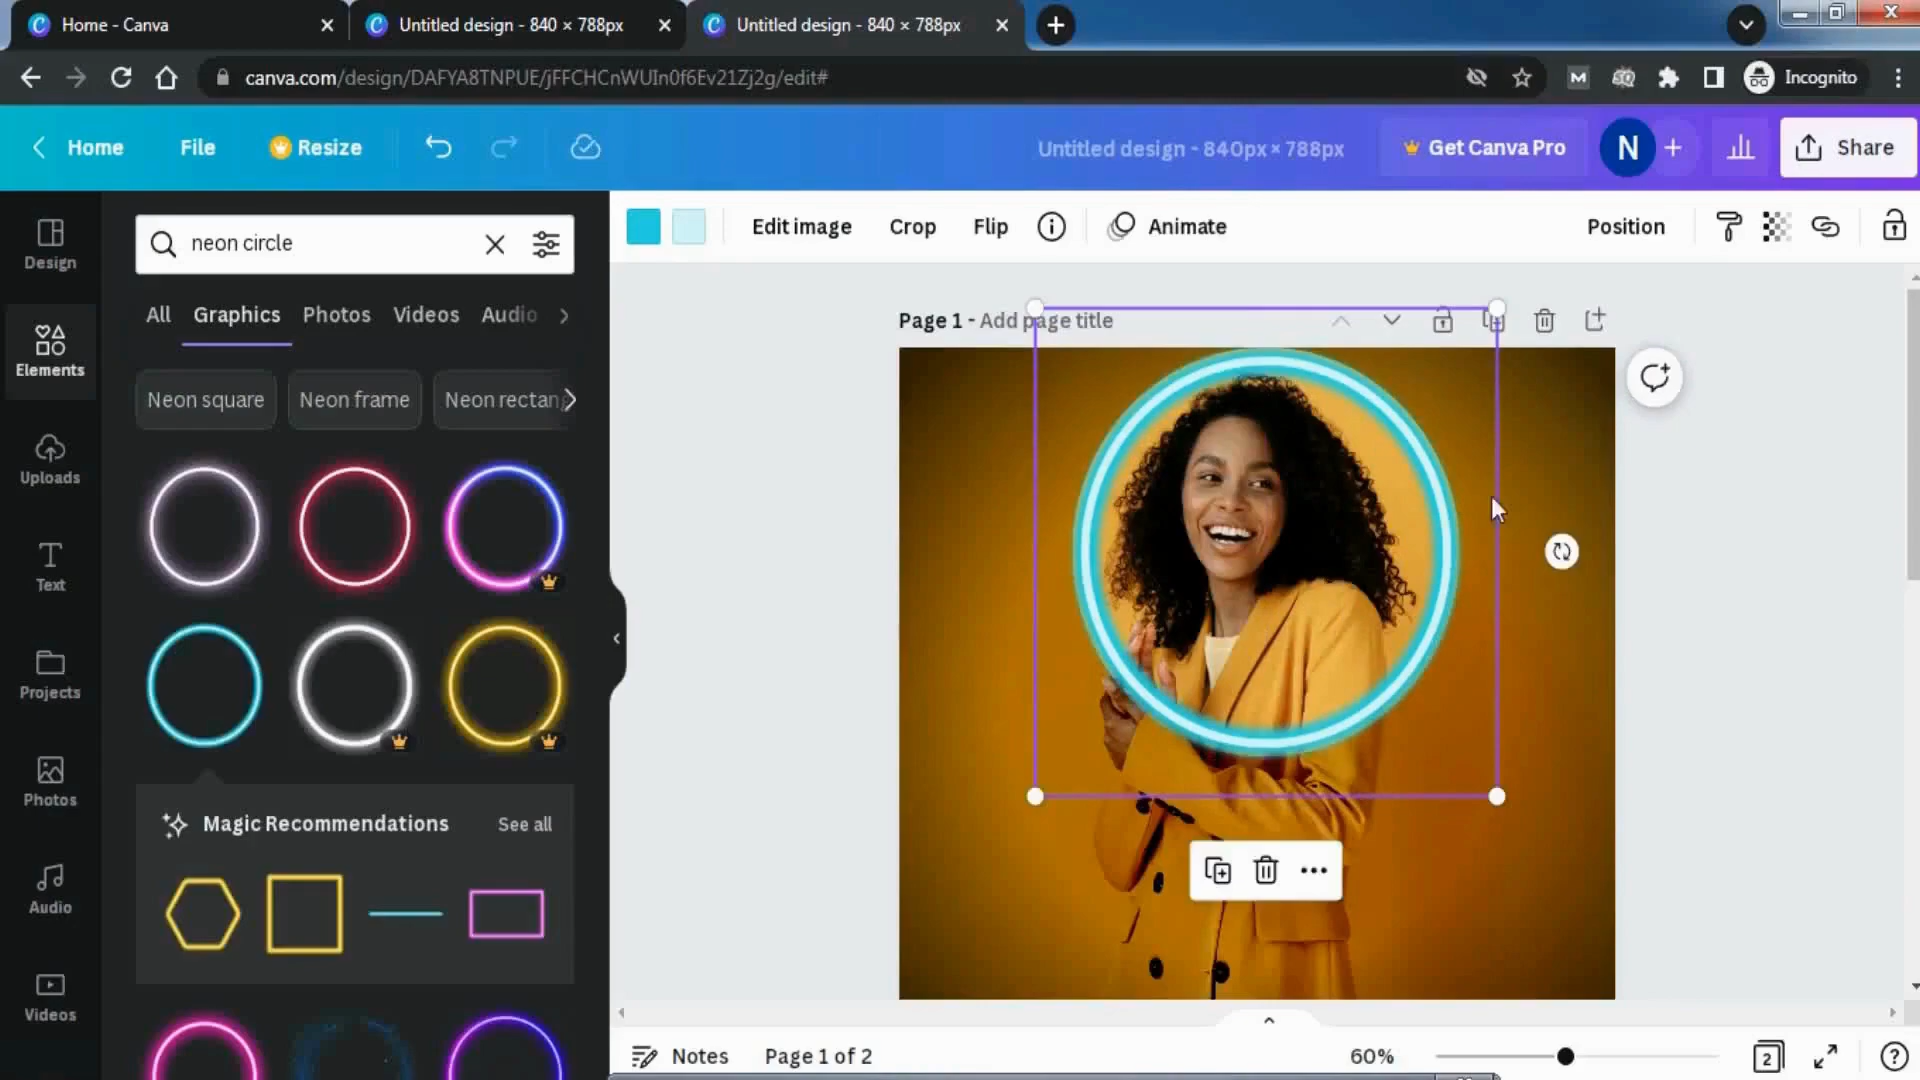 Home - Canva
Untitled design - 840 × 788px
Untitled design - 840 × 788px
canva.com/design/DAFYA8TNPUE/jFFCHCnWUIn0f6Ev21Zj2g/edit#
Incognito
Home
File
Resize
Untitled design - 840px × 788px
Get Canva Pro
N
Share
Design
Elements
Uploads
Text
Projects
Photos
Audio
Videos
neon circle
All
Graphics
Photos
Videos
Audio
Neon square
Neon frame
Neon rectang
Magic Recommendations
See all
Edit image
Crop
Flip
Animate
Position
Page 1 - Add page title
Notes
Page 1 of 2
60%
2